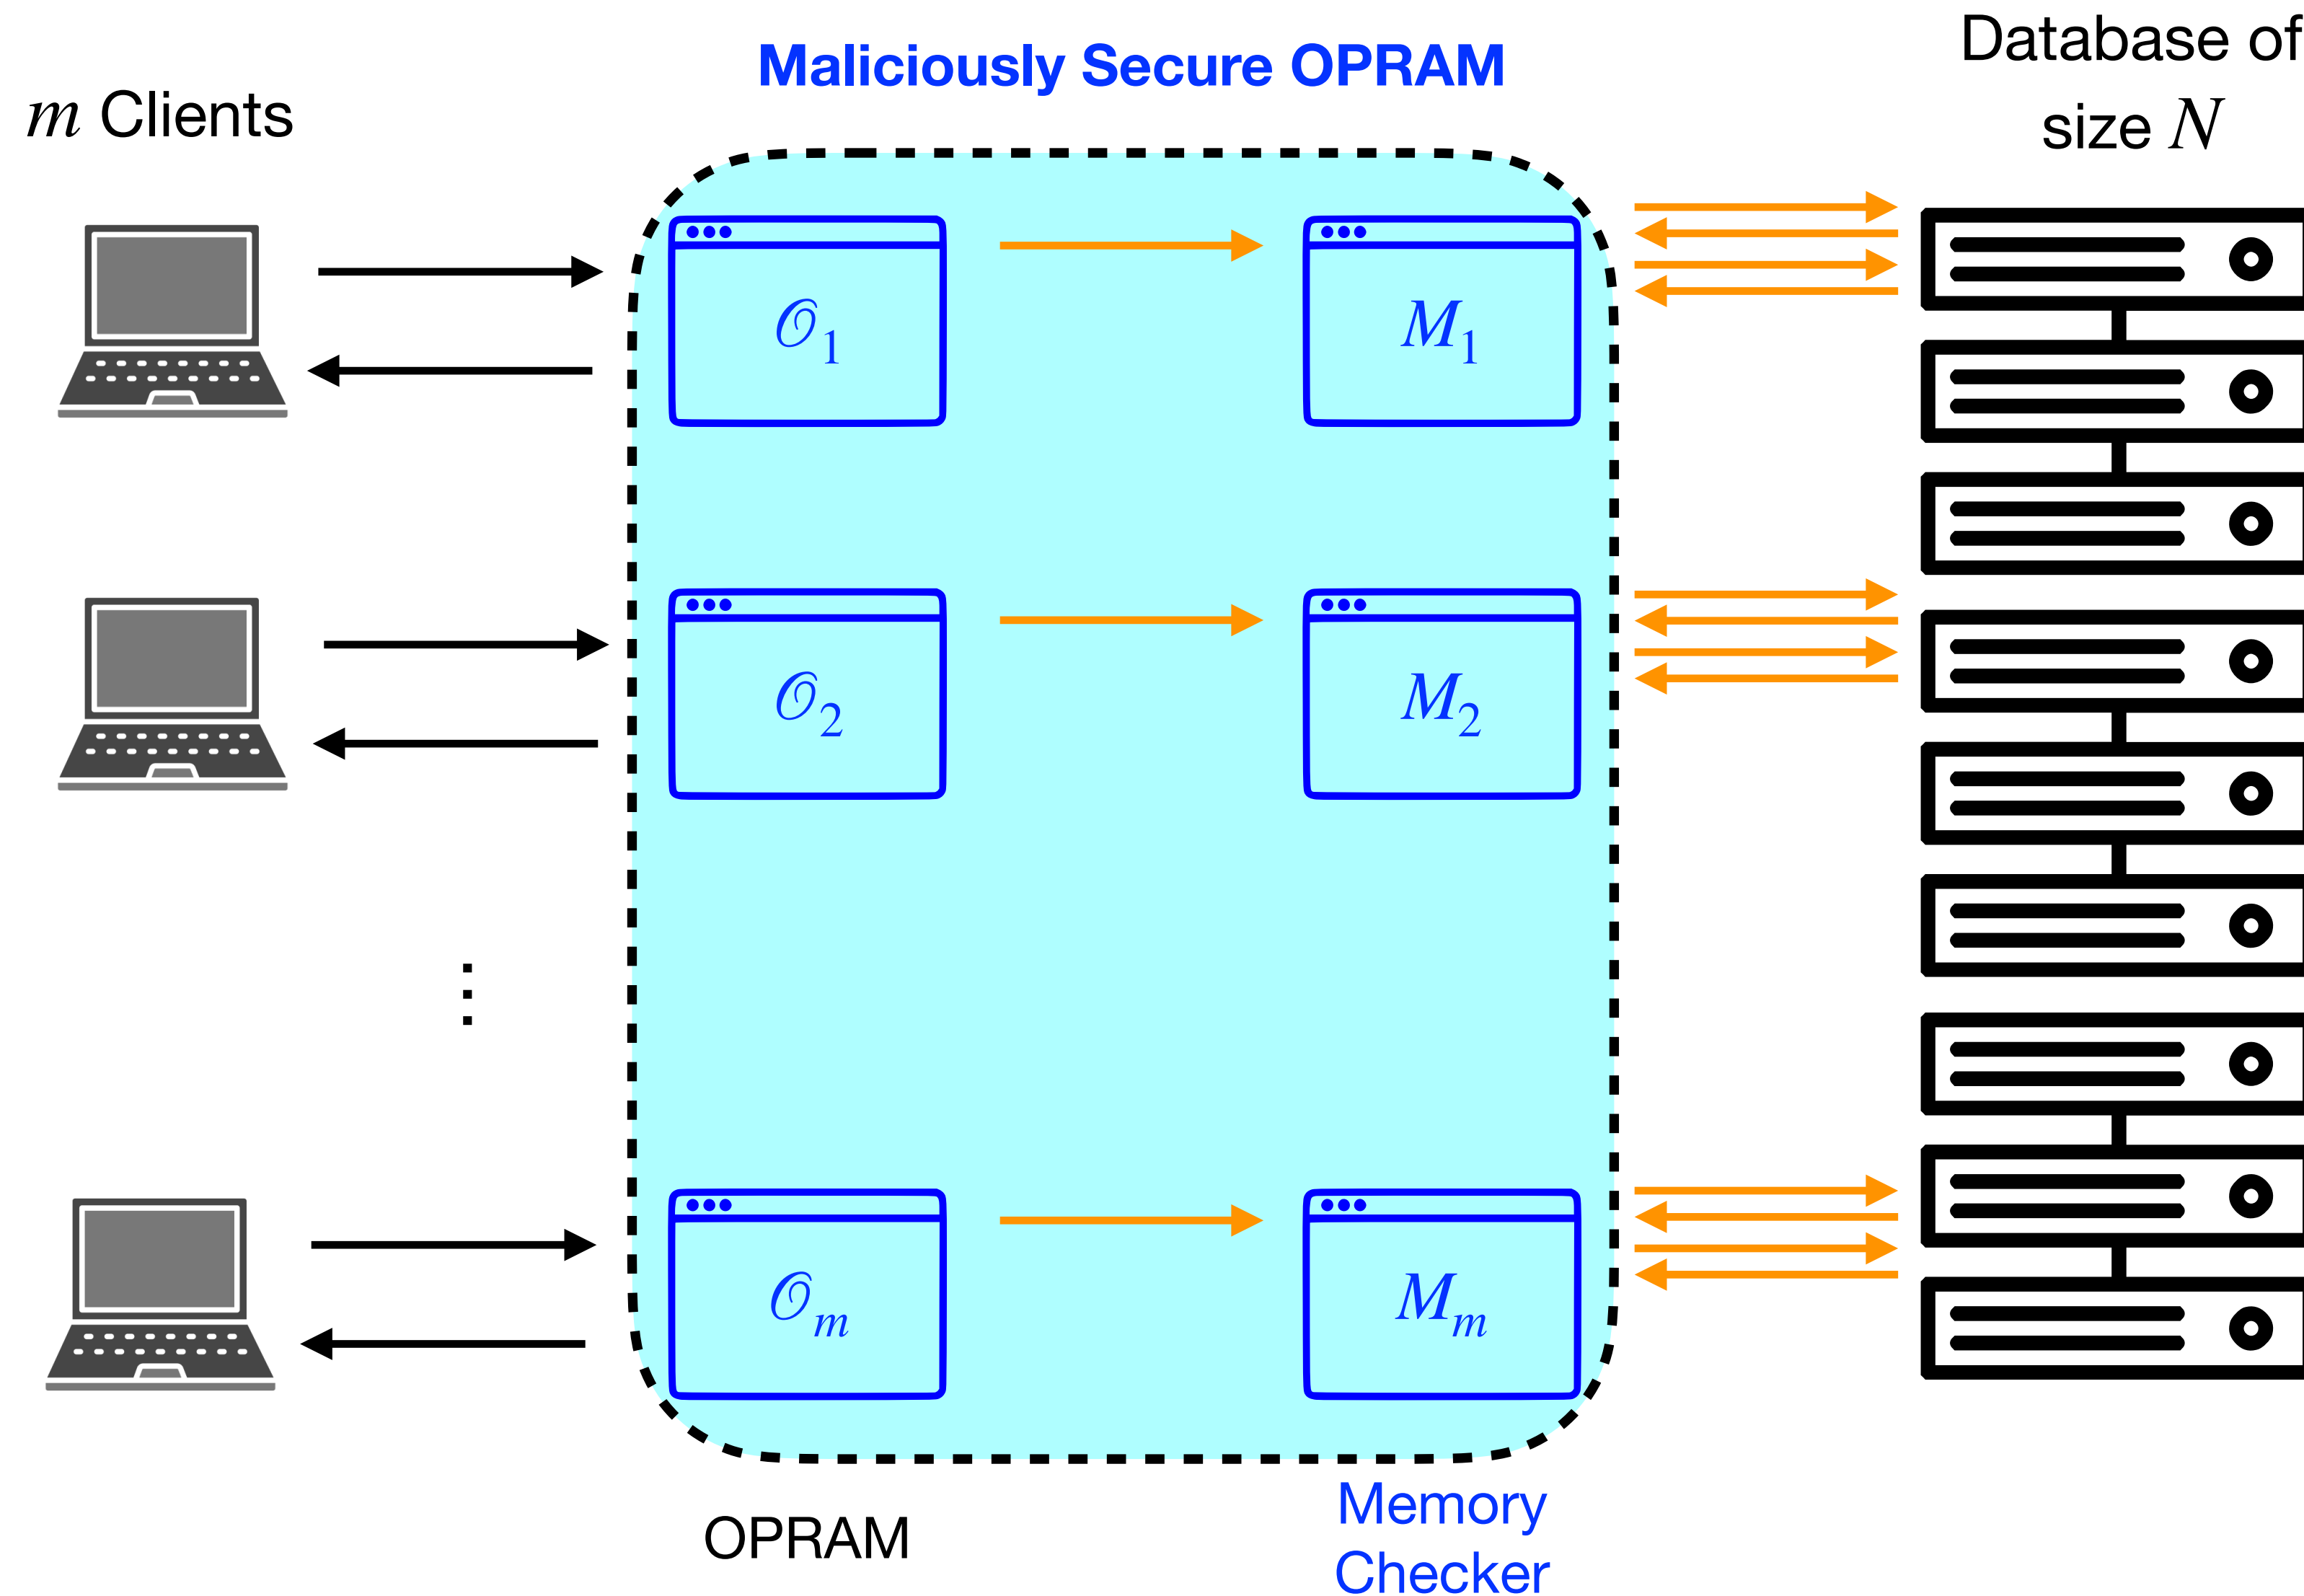 Maliciously Secure OPRAM
Database of
size N
m Clients
𝒪1
M1
𝒪2
M2
⋮
𝒪m
Mm
OPRAM
Memory
Checker